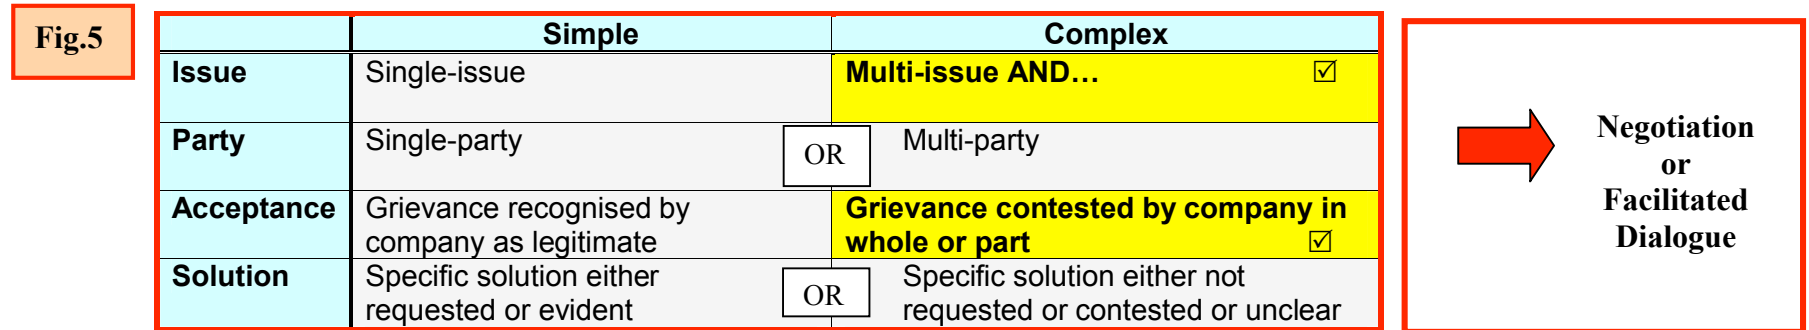 Fig.5
Simple Complex
Issue Single-issue Multi-issue AND… ☑
Party Single-party OR Multi-party
Acceptance Grievance recognised by
company as legitimate
Grievance contested by company in
whole or part ☑
Solution Specific solution either
requested or evident
OR
Specific solution either not
requested or contested or unclear
Negotiation
or
Facilitated
Dialogue